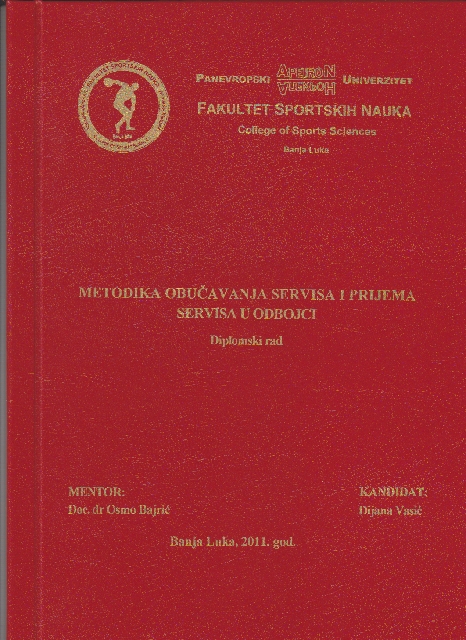 PANEVROPSKI APEIRON UNIVERZITET
FAKULTET SPORTSKIH NAUKA
College of Sports Sciences
Banja Luka
METODIKA OBUČAVANJA SERVISA I PRIJEMA
SERVISA U ODBOJCI
Diplomski rad
MENTOR:
Doc. dr Osmo Bajrić
KANDIDAT:
Dijana Vasić
Banja Luka, 2011. god.